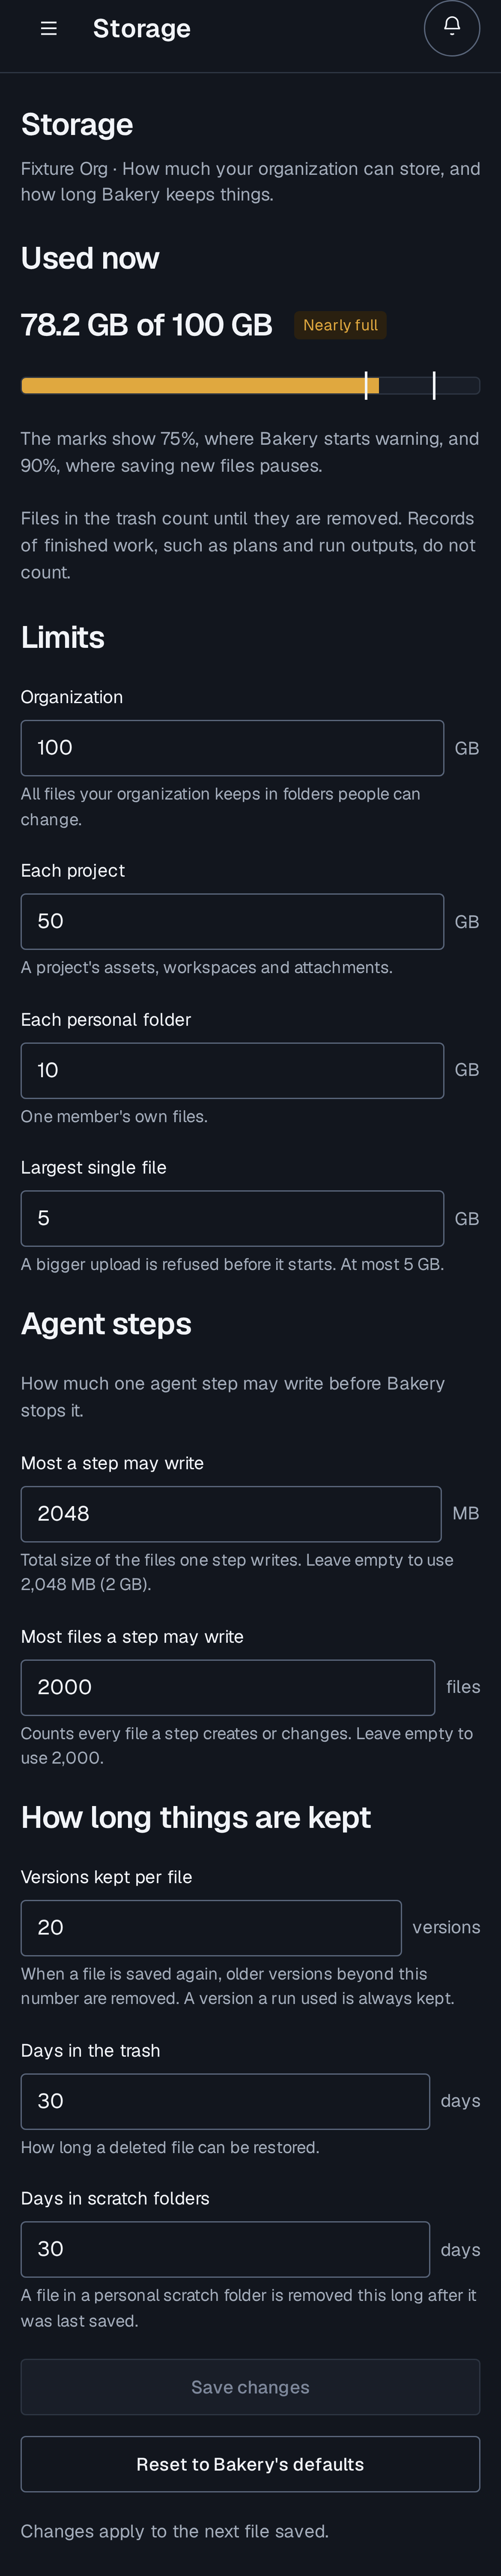 Storage
Storage
Fixture Org · How much your organization can store, and
how long Bakery keeps things.
Used now
78.2 GB of 100 GB
Nearly full
The marks show 75%, where Bakery starts warning, and
90%, where saving new files pauses.
Files in the trash count until they are removed. Records
of finished work, such as plans and run outputs, do not
count.
Limits
Organization
100
GB
All files your organization keeps in folders people can
change.
Each project
50
GB
A project's assets, workspaces and attachments.
Each personal folder
10
GB
One member's own files.
Largest single file
5
GB
A bigger upload is refused before it starts. At most 5 GB.
Agent steps
How much one agent step may write before Bakery
stops it.
Most a step may write
2048
MB
Total size of the files one step writes. Leave empty to use
2,048 MB (2 GB).
Most files a step may write
2000
files
Counts every file a step creates or changes. Leave empty to
use 2,000.
How long things are kept
Versions kept per file
20
versions
When a file is saved again, older versions beyond this
number are removed. A version a run used is always kept.
Days in the trash
30
days
How long a deleted file can be restored.
Days in scratch folders
30
days
A file in a personal scratch folder is removed this long after it
was last saved.
Save changes
Reset to Bakery's defaults
Changes apply to the next file saved.